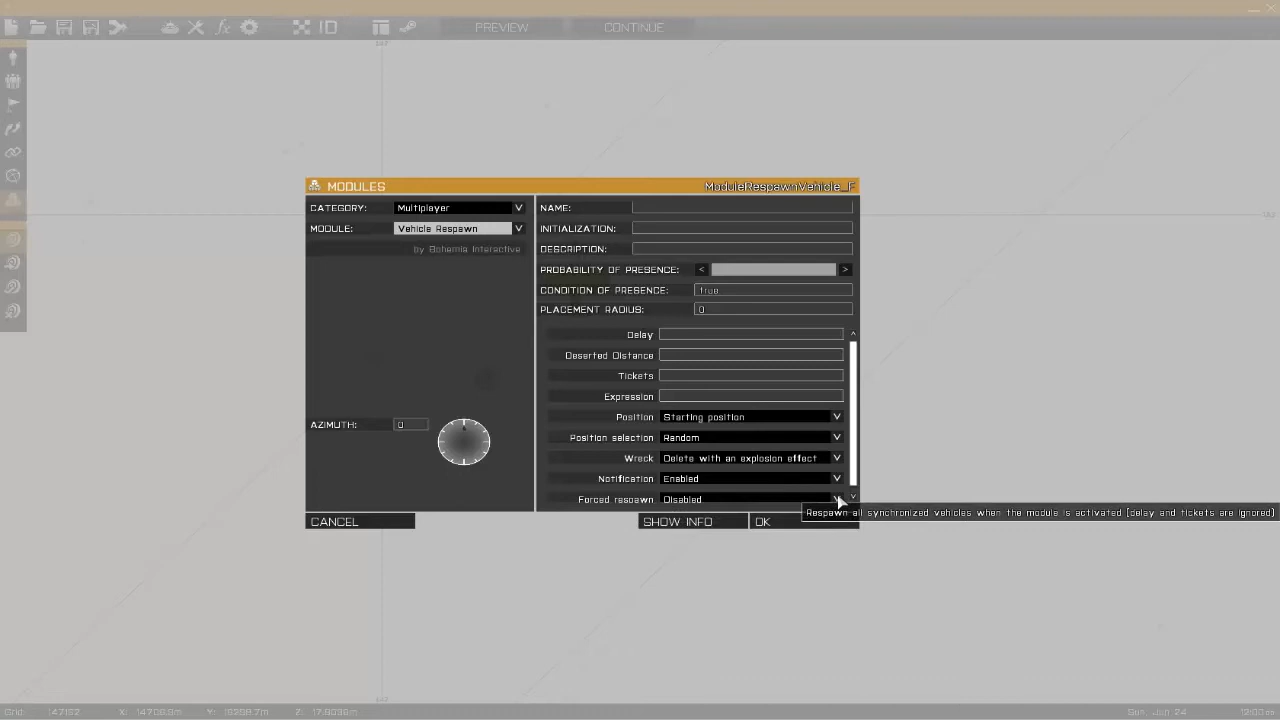 PREVIEW
CONTINUE
MODULES
ModuleRespawnVehicle_F
CATEGORY: Multiplayer
MODULE: Vehicle Respawn
by Bohemia Interactive
AZIMUTH: 0
NAME:
INITIALIZATION:
DESCRIPTION:
PROBABILITY OF PRESENCE: < >
CONDITION OF PRESENCE: true
PLACEMENT RADIUS: 0
Delay
Deserted Distance
Tickets
Expression
Position Starting position
Position selection Random
Wreck Delete with an explosion effect
Notification Enabled
Forced respawn Disabled
Respawn all synchronized vehicles when the module is activated (delay and tickets are ignored)
CANCEL
SHOW INFO
OK
Sun, Jun 24